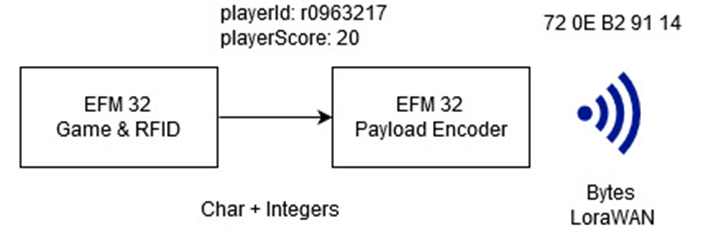 playerId: r0963217
playerScore: 20
72 0E B2 91 14
EFM 32
Game & RFID
EFM 32
Payload Encoder
Char + Integers
Bytes
LoraWAN